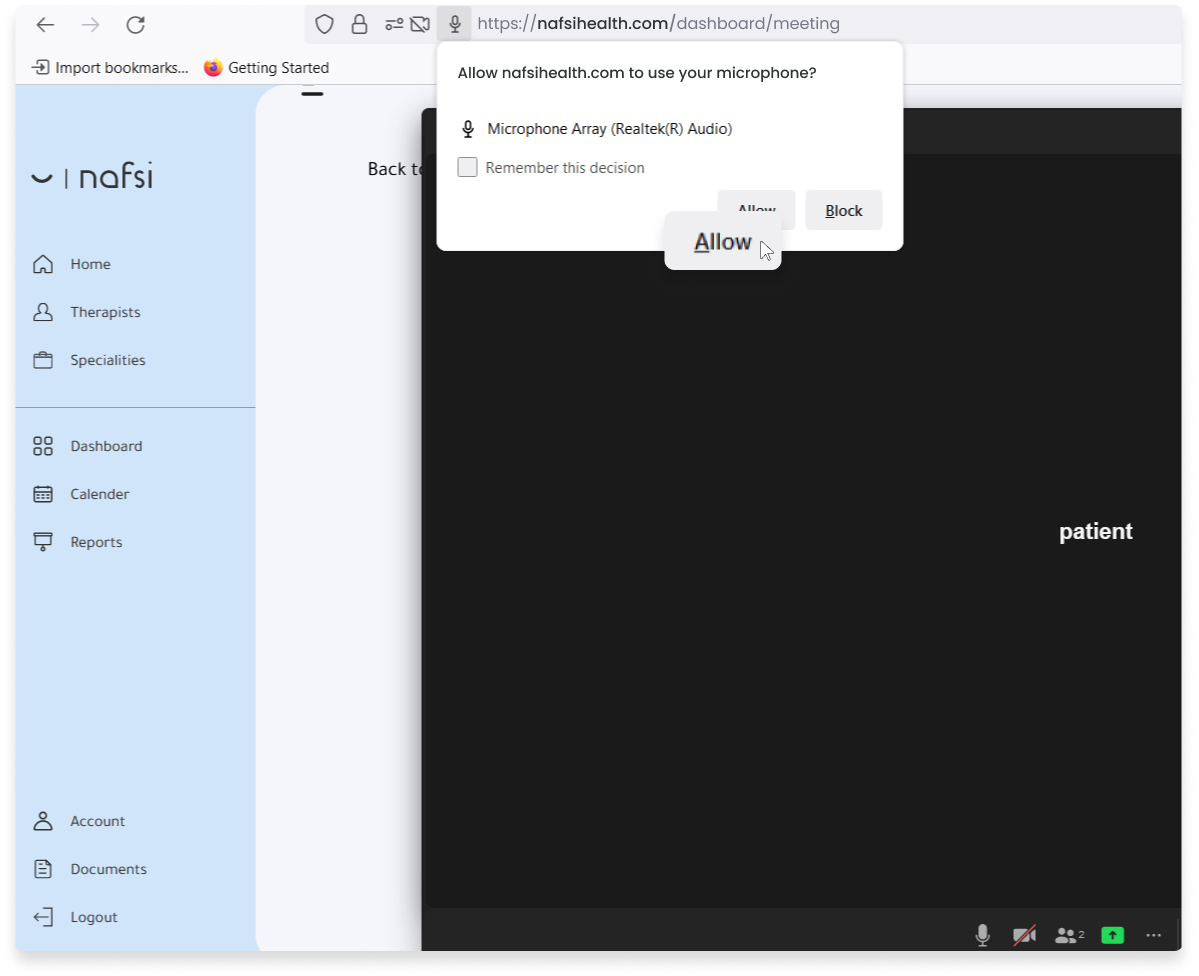 https://nafsihealth.com/dashboard/meeting
Import bookmarks...
Getting Started
Allow nafsihealth.com to use your microphone?
Microphone Array (Realtek(R) Audio)
Remember this decision
Allow
Block
Allow
Back to
nafsi
Home
Therapists
Specialities
Dashboard
Calender
Reports
Account
Documents
Logout
patient
2